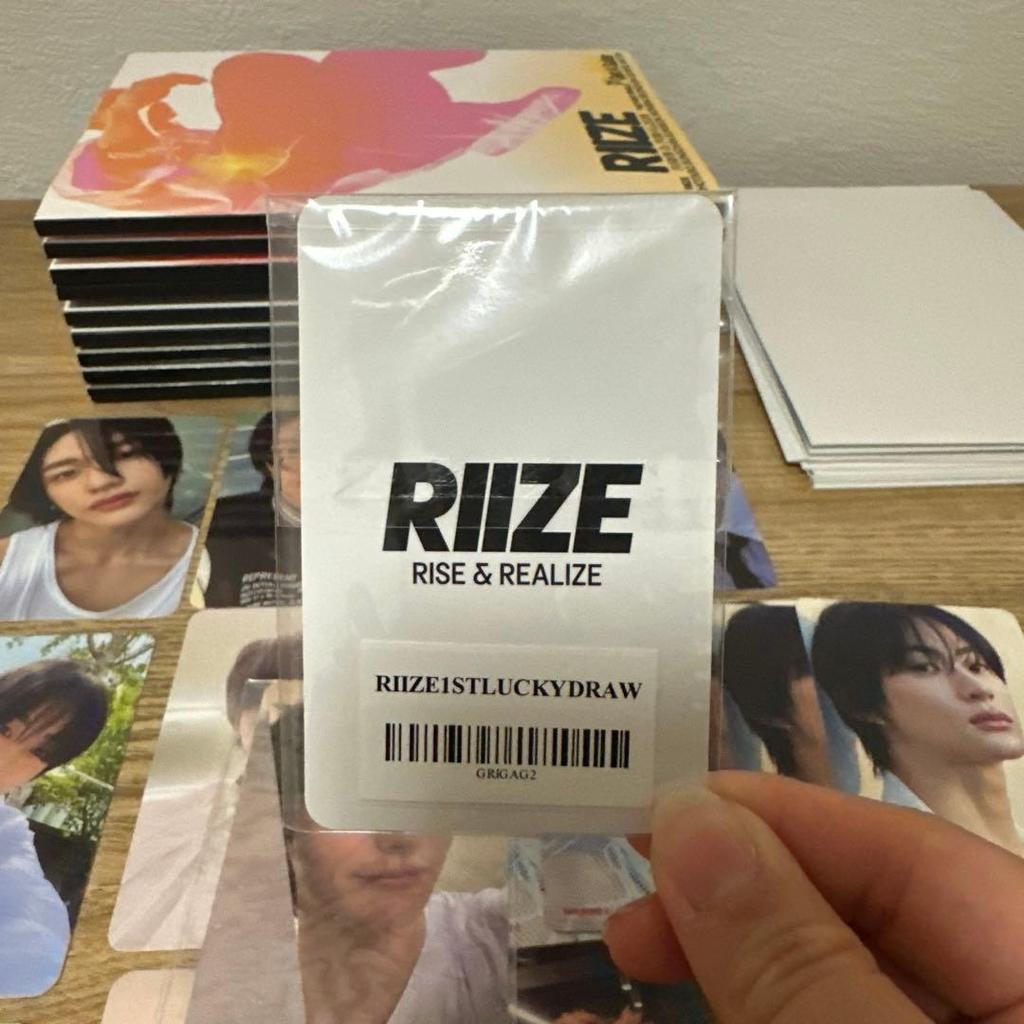 RIIZE
RIIZE
RISE & REALIZE
RIIZE1STLUCKYDRAW
GRIGAG2